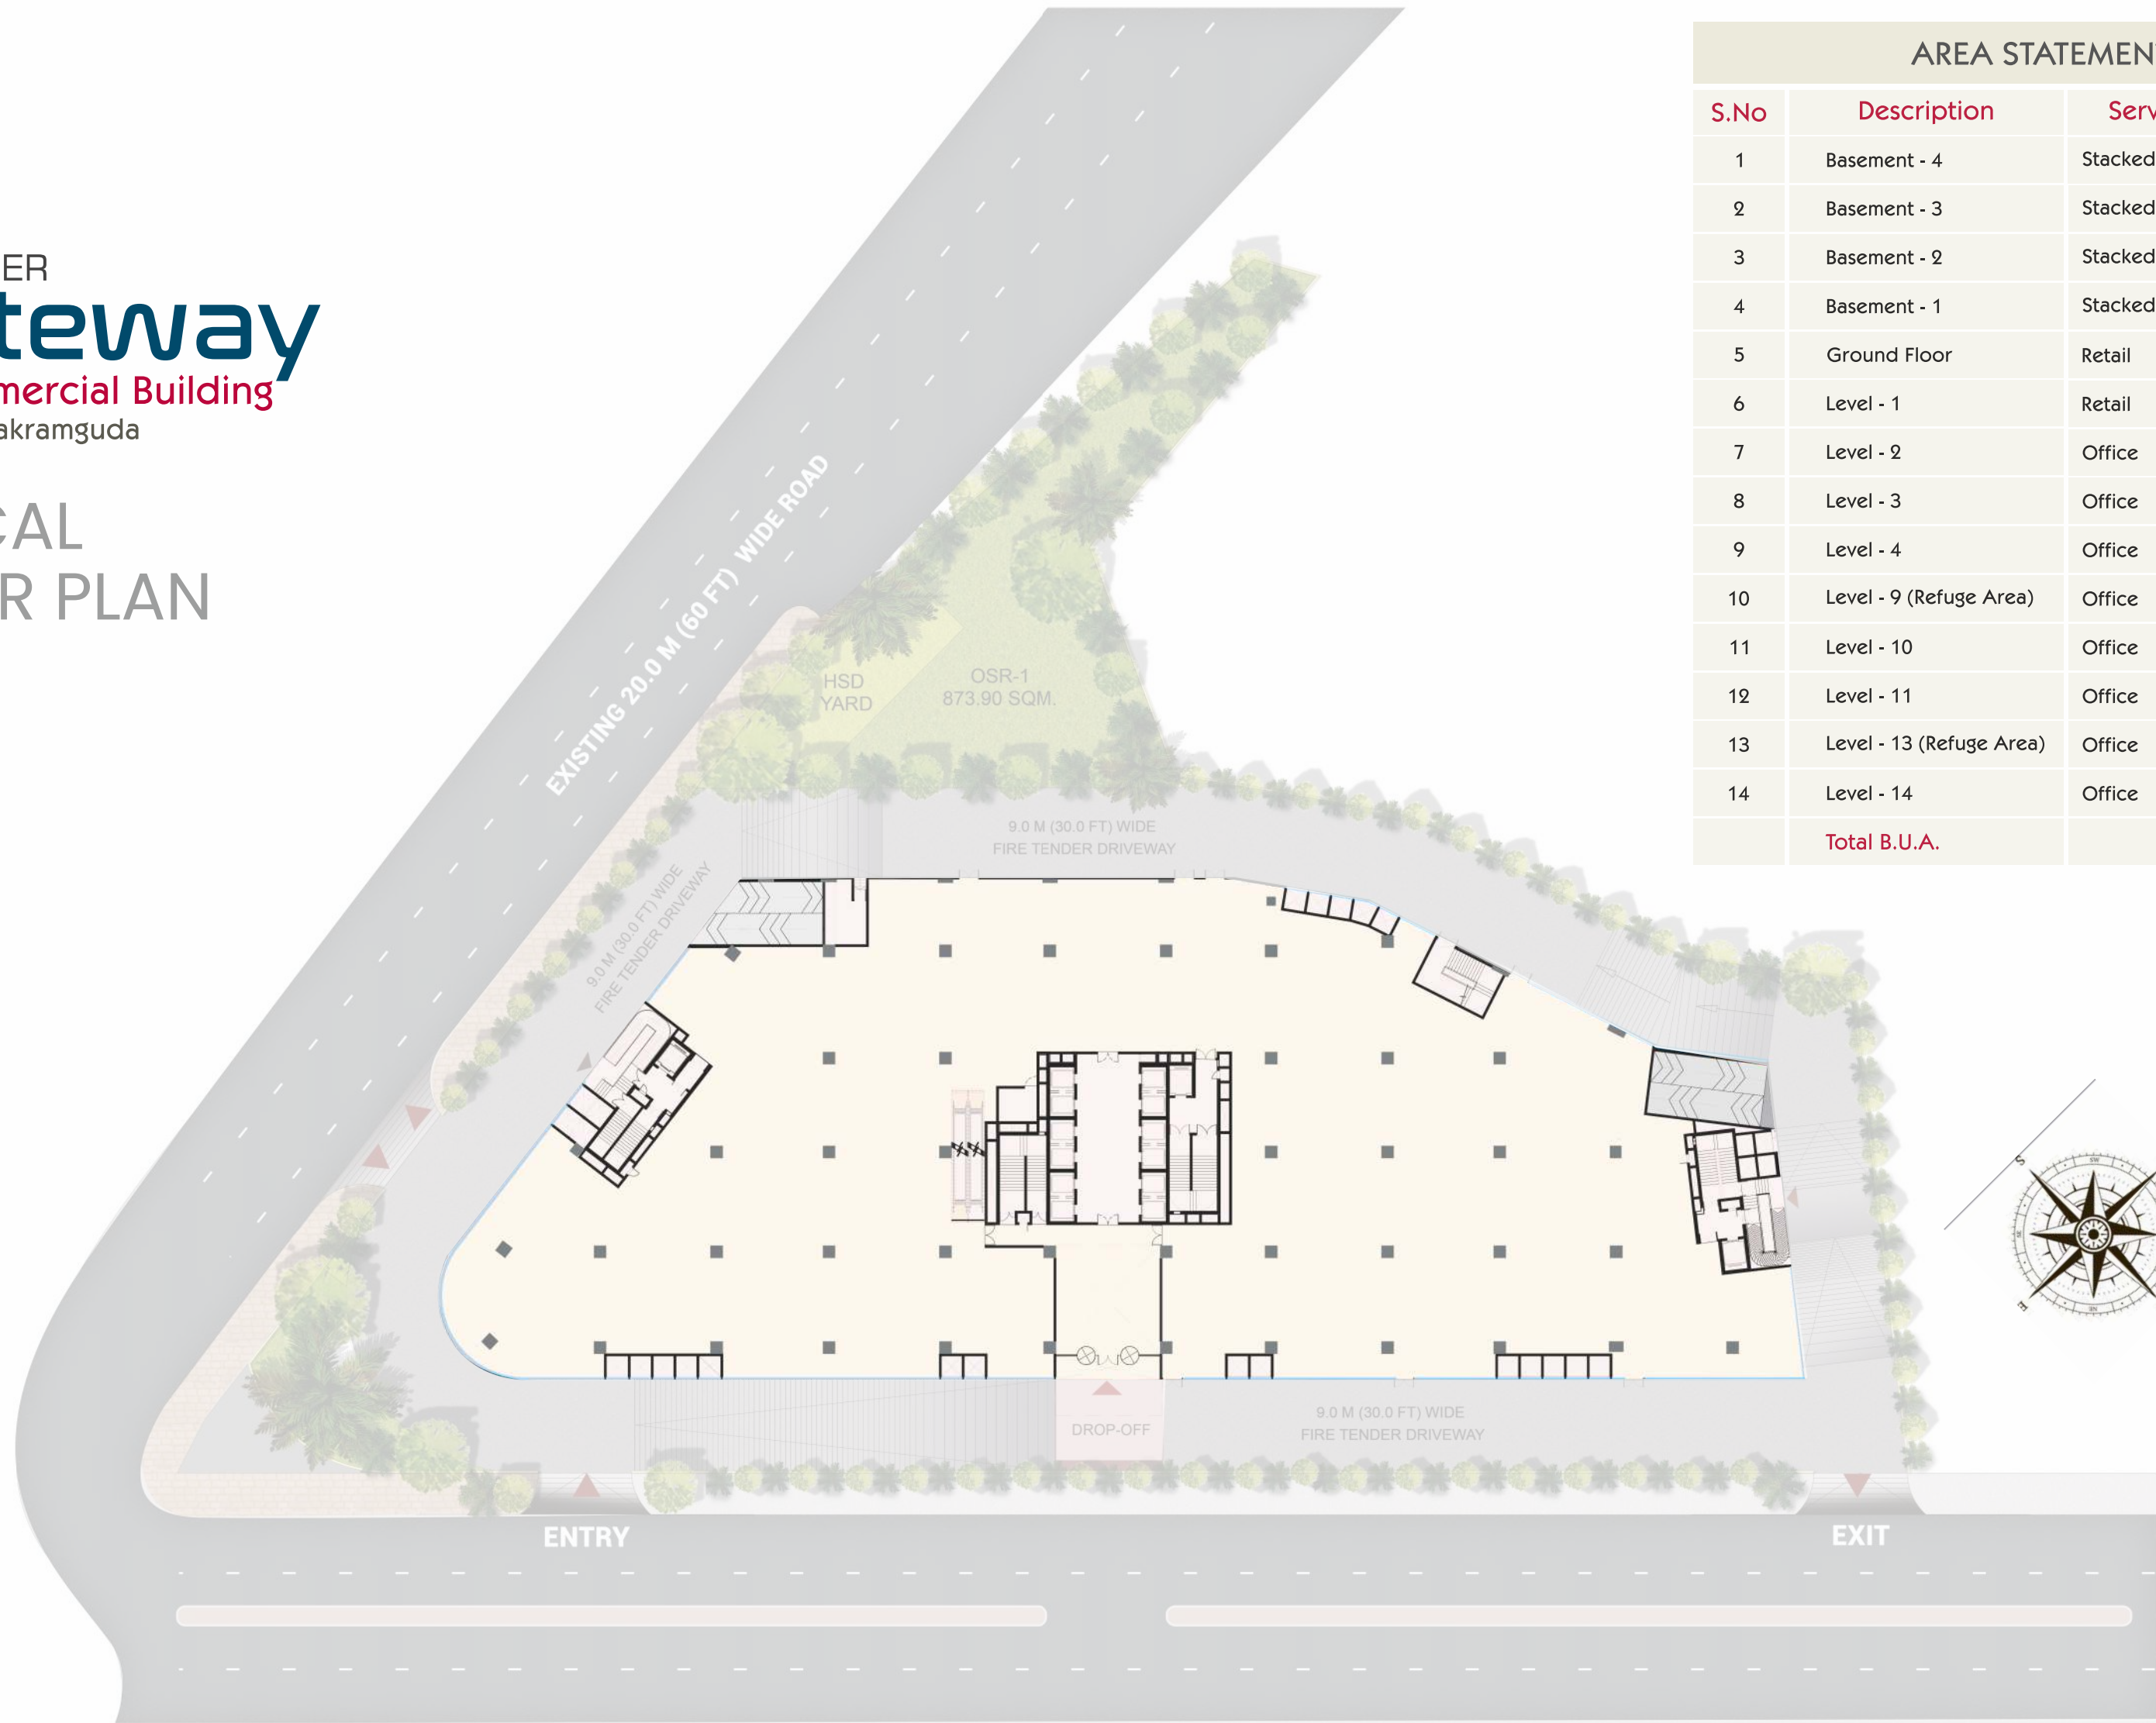 ER
teway
mercial Building
akramguda
CAL
R PLAN
AREA STATEMEN
S.No Description Serv
1 Basement - 4 Stacked
2 Basement - 3 Stacked
3 Basement - 2 Stacked
4 Basement - 1 Stacked
5 Ground Floor Retail
6 Level - 1 Retail
7 Level - 2 Office
8 Level - 3 Office
9 Level - 4 Office
10 Level - 9 (Refuge Area) Office
11 Level - 10 Office
12 Level - 11 Office
13 Level - 13 (Refuge Area) Office
14 Level - 14 Office
Total B.U.A.
EXISTING 20.0 M (60 FT) WIDE ROAD
HSD
YARD
OSR-1
873.90 SQM.
9.0 M (30.0 FT) WIDE
FIRE TENDER DRIVEWAY
9.0 M (30.0 FT) WIDE
FIRE TENDER DRIVEWAY
S
SW
SE
NE
E
DROP-OFF
9.0 M (30.0 FT) WIDE
FIRE TENDER DRIVEWAY
ENTRY
EXIT